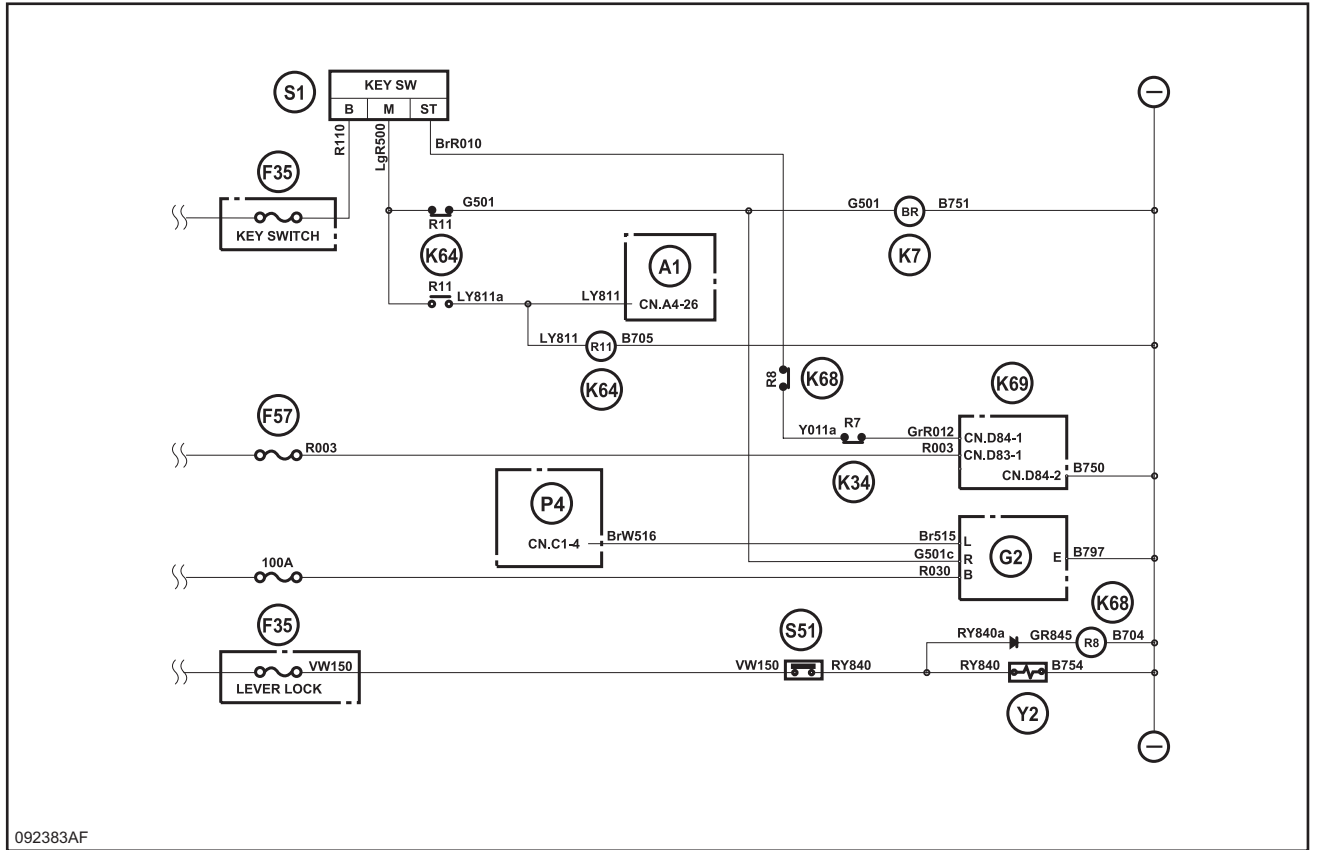 KEY SW
S1
B M ST
R110
LgR500
BrR010
F35
KEY SWITCH
G501
G501
BR
B751
R11
K64
K7
A1
CN.A4-26
R11
LY811a
LY811
LY811
R11
B705
K64
R8
K68
K69
F57
R003
Y011a
R7
GrR012
CN.D84-1
R003
CN.D83-1
K34
CN.D84-2
B750
P4
CN.C1-4
BrW516
Br515
L
G501c
R
G2
E
B797
100A
R030
B
K68
F35
S51
RY840a
GR845
R8
B704
VW150
VW150
RY840
RY840
B754
LEVER LOCK
Y2
092383AF